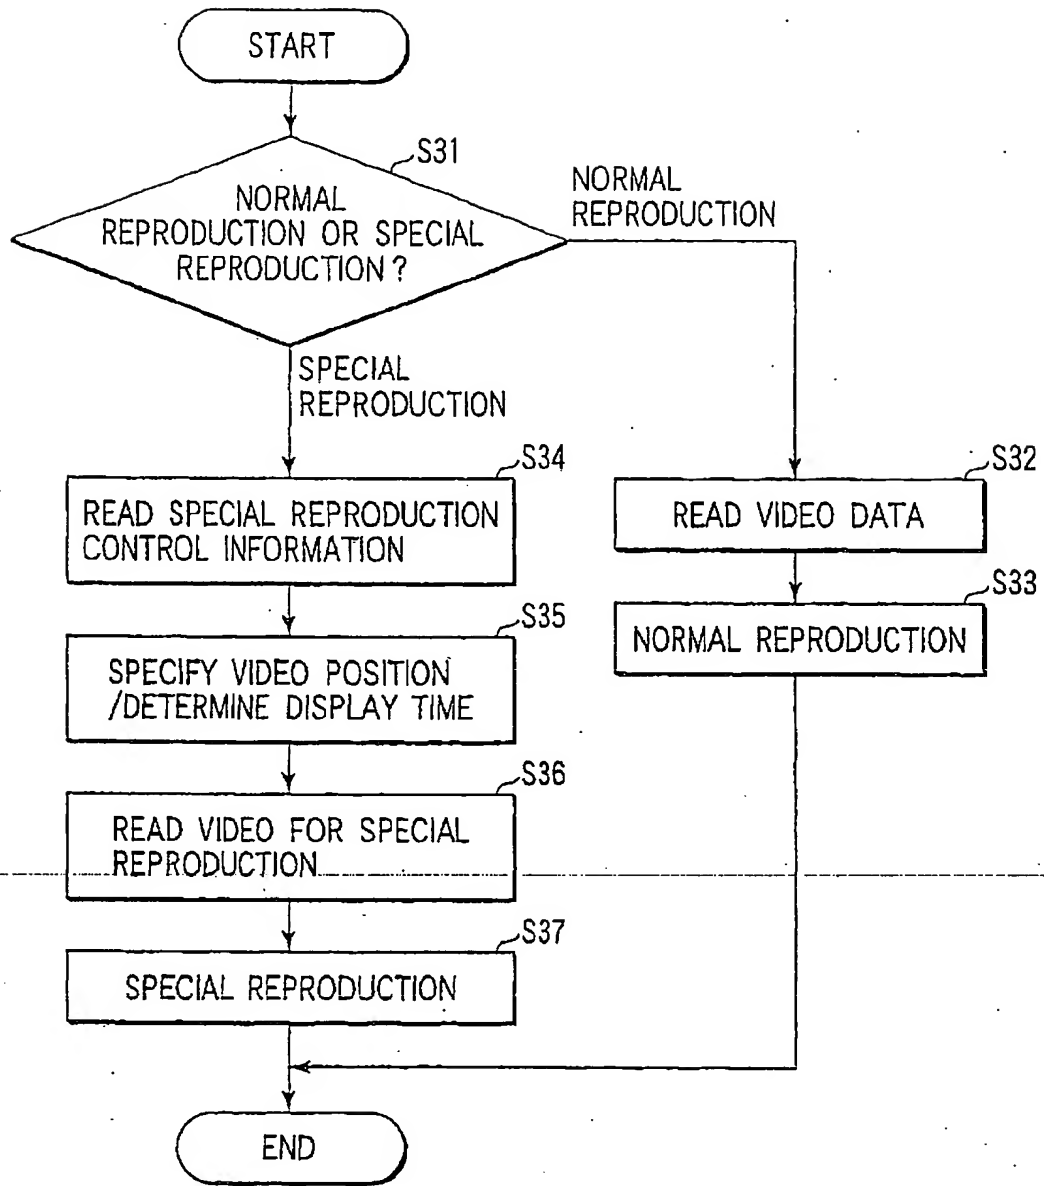 START
S31
NORMAL
REPRODUCTION OR SPECIAL
REPRODUCTION?
NORMAL
REPRODUCTION
SPECIAL
REPRODUCTION
S34
READ SPECIAL REPRODUCTION
CONTROL INFORMATION
S32
READ VIDEO DATA
S33
NORMAL REPRODUCTION
S35
SPECIFY VIDEO POSITION
/DETERMINE DISPLAY TIME
S36
READ VIDEO FOR SPECIAL
REPRODUCTION
S37
SPECIAL REPRODUCTION
END